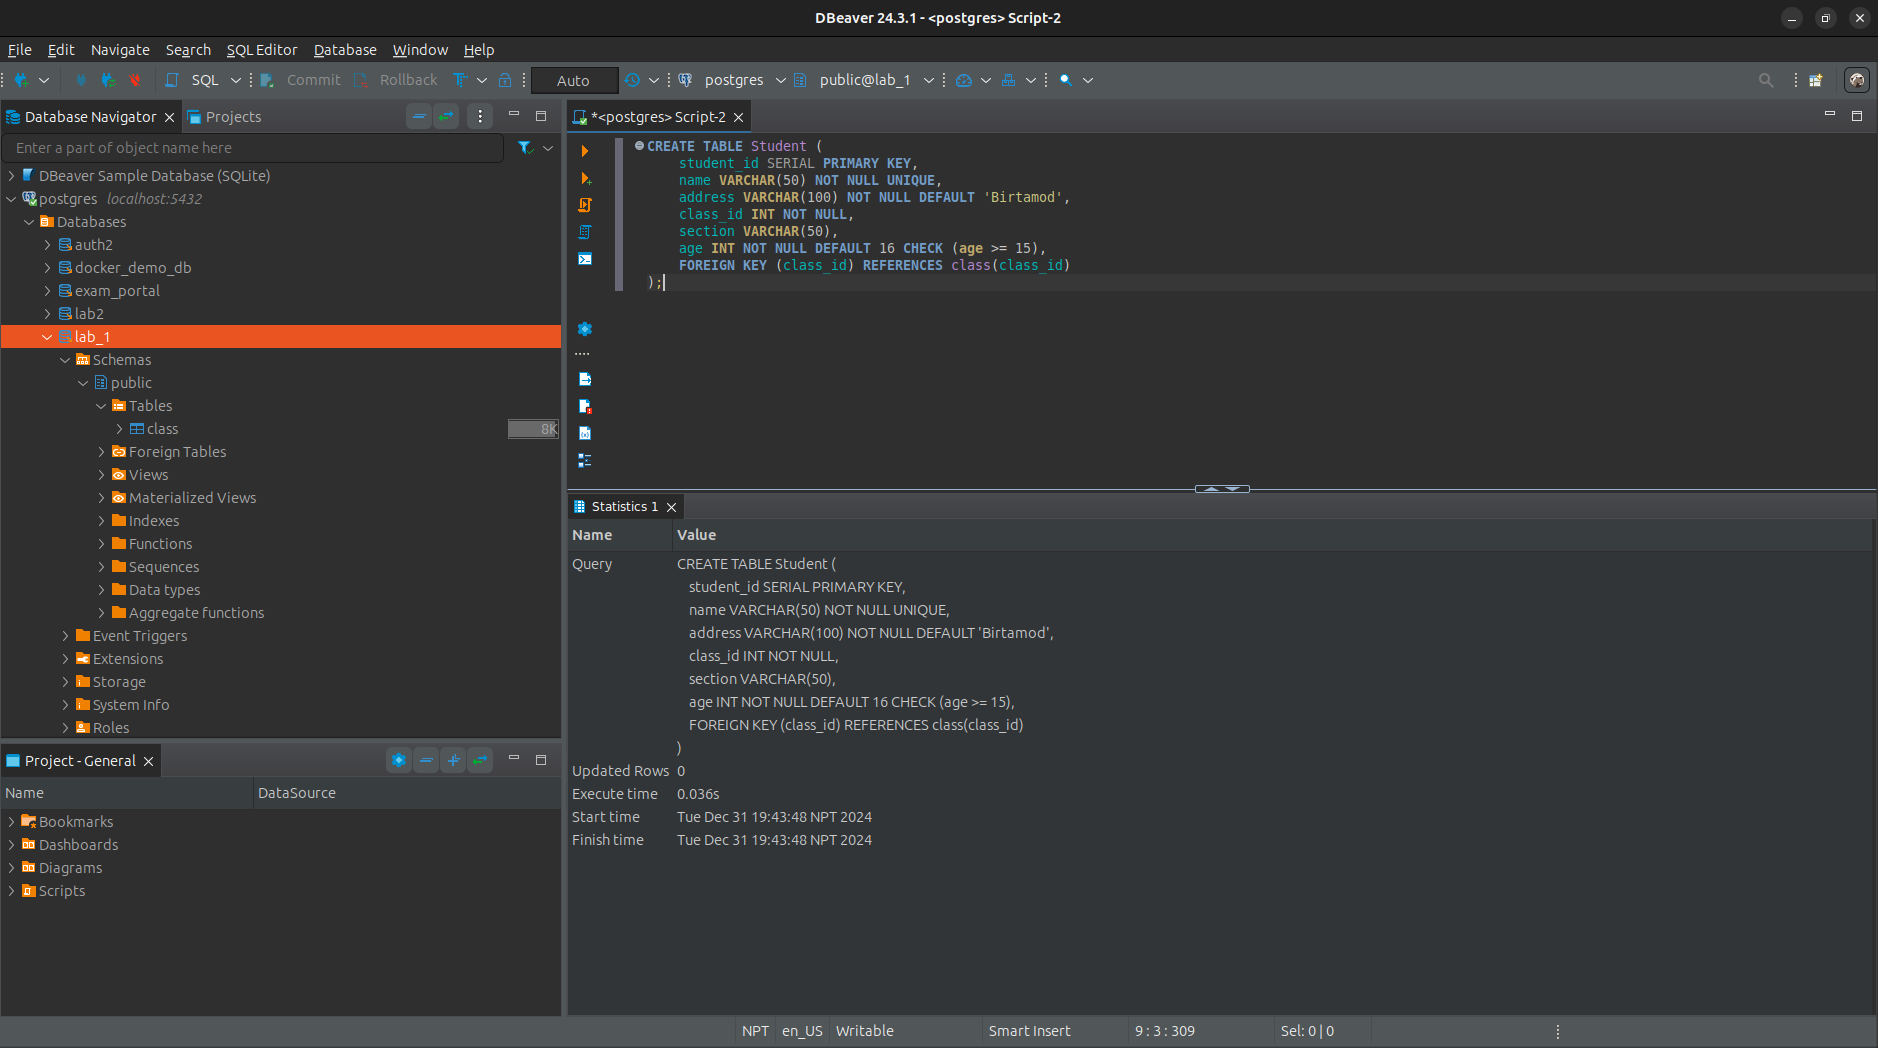 DBeaver 24.3.1 - <postgres> Script-2
File Edit Navigate Search SQL Editor Database Window Help
SQL Commit Rollback Auto postgres public@lab_1
Database Navigator Projects
Enter a part of object name here
DBeaver Sample Database (SQLite)
postgres localhost:5432
Databases
auth2
docker_demo_db
exam_portal
lab2
lab_1
Schemas
public
Tables
class 8K
Foreign Tables
Views
Materialized Views
Indexes
Functions
Sequences
Data types
Aggregate functions
Event Triggers
Extensions
Storage
System Info
Roles
Project - General
Name DataSource
Bookmarks
Dashboards
Diagrams
Scripts
*<postgres> Script-2
CREATE TABLE Student (
student_id SERIAL PRIMARY KEY,
name VARCHAR(50) NOT NULL UNIQUE,
address VARCHAR(100) NOT NULL DEFAULT 'Birtamod',
class_id INT NOT NULL,
section VARCHAR(50),
age INT NOT NULL DEFAULT 16 CHECK (age >= 15),
FOREIGN KEY (class_id) REFERENCES class(class_id)
);
Statistics 1
Name Value
Query CREATE TABLE Student (
student_id SERIAL PRIMARY KEY,
name VARCHAR(50) NOT NULL UNIQUE,
address VARCHAR(100) NOT NULL DEFAULT 'Birtamod',
class_id INT NOT NULL,
section VARCHAR(50),
age INT NOT NULL DEFAULT 16 CHECK (age >= 15),
FOREIGN KEY (class_id) REFERENCES class(class_id)
)
Updated Rows 0
Execute time 0.036s
Start time Tue Dec 31 19:43:48 NPT 2024
Finish time Tue Dec 31 19:43:48 NPT 2024
NPT en_US Writable Smart Insert 9 : 3 : 309 Sel: 0 | 0